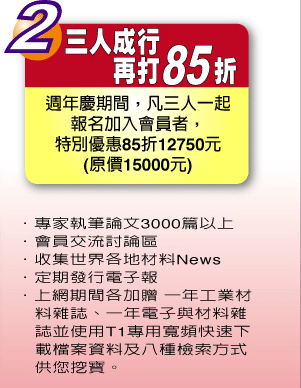 2
三人成行
再打85折
週年慶期間，凡三人一起
報名加入會員者，
特別優惠85折12750元
(原價15000元)
· 專家執筆論文3000篇以上
· 會員交流討論區
· 收集世界各地材料News
· 定期發行電子報
· 上網期間各加贈 一年工業材
料雜誌、一年電子與材料雜
誌並使用T1專用寬頻快速下
載檔案資料及八種檢索方式
供您挖寶。